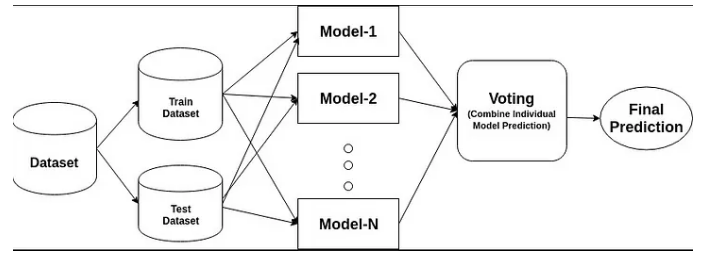 Dataset
Train
Dataset
Test
Dataset
Model-1
Model-2
Model-N
Voting
(Combine Individual
Model Prediction)
Final
Prediction